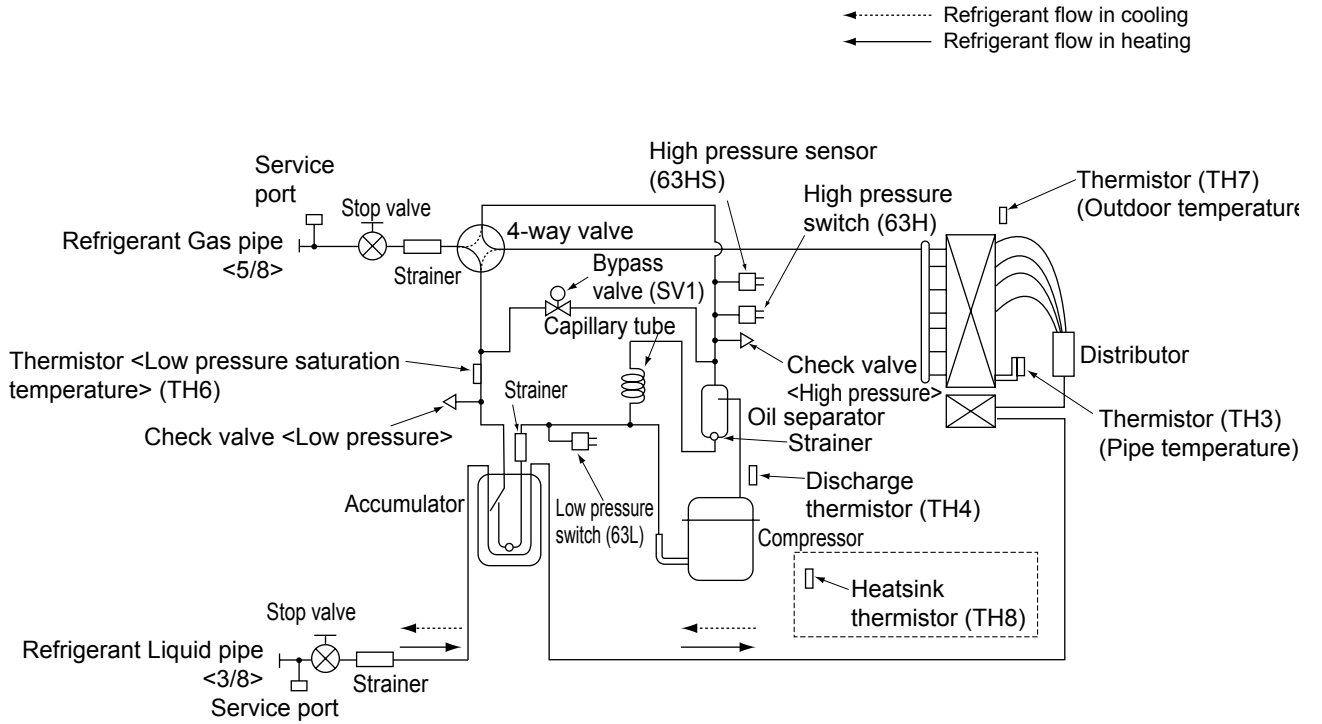 Refrigerant flow in cooling
Refrigerant flow in heating
High pressure sensor
(63HS)
High pressure
switch (63H)
Thermistor (TH7)
(Outdoor temperature
Service
port
Stop valve
Refrigerant Gas pipe
<5/8>
Strainer
4-way valve
Bypass
valve (SV1)
Capillary tube
Thermistor <Low pressure saturation
temperature> (TH6)
Strainer
Check valve <Low pressure>
Check valve
<High pressure>
Distributor
Oil separator
Strainer
Thermistor (TH3)
(Pipe temperature)
Accumulator
Low pressure
switch (63L)
Discharge
thermistor (TH4)
Compressor
Heatsink
thermistor (TH8)
Stop valve
Refrigerant Liquid pipe
<3/8>
Strainer
Service port